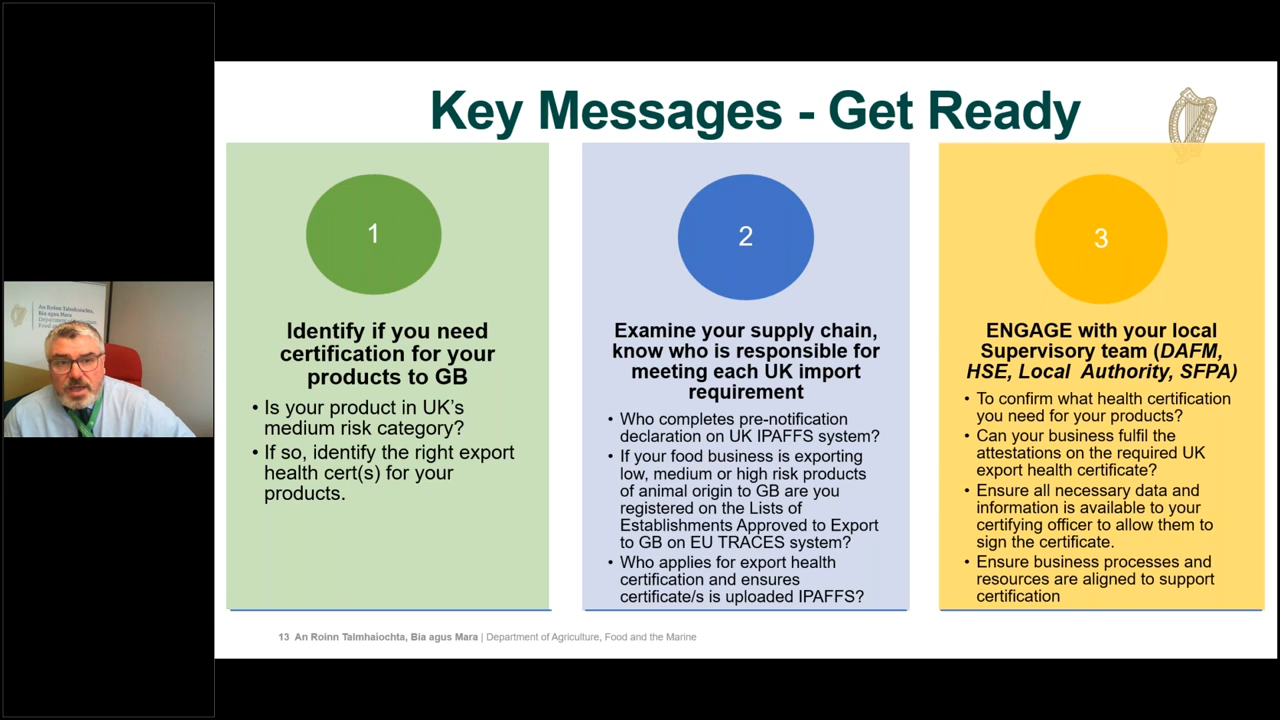 Key Messages - Get Ready
1
Identify if you need
certification for your
products to GB
• Is your product in UK's
medium risk category?
• If so, identify the right export
health cert(s) for your
products.
2
Examine your supply chain,
know who is responsible for
meeting each UK import
requirement
• Who completes pre-notification
declaration on UK IPAFFS system?
• If your food business is exporting
low, medium or high risk products
of animal origin to GB are you
registered on the Lists of
Establishments Approved to Export
to GB on EU TRACES system?
• Who applies for export health
certification and ensures
certificate/s is uploaded IPAFFS?
3
ENGAGE with your local
Supervisory team (DAFM,
HSE, Local Authority, SFPA)
• To confirm what health certification
you need for your products?
• Can your business fulfil the
attestations on the required UK
export health certificate?
• Ensure all necessary data and
information is available to your
certifying officer to allow them to
sign the certificate.
• Ensure business processes and
resources are aligned to support
certification
13 An Roinn Talmhaíochta, Bia agus Mara | Department of Agriculture, Food and the Marine
An Roinn Talmhaíochta,
Bia agus Mara
Department of
Food